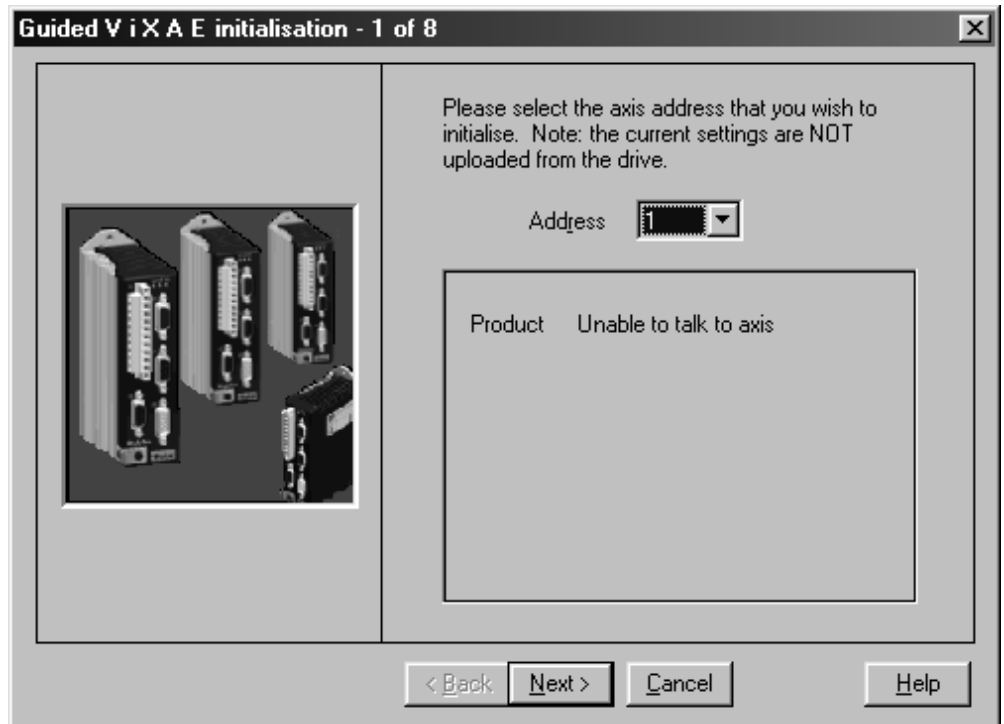 Guided V i X A E initialisation - 1 of 8
Please select the axis address that you wish to
initialise. Note: the current settings are NOT
uploaded from the drive.
Address 1
Product Unable to talk to axis
< Back Next > Cancel Help